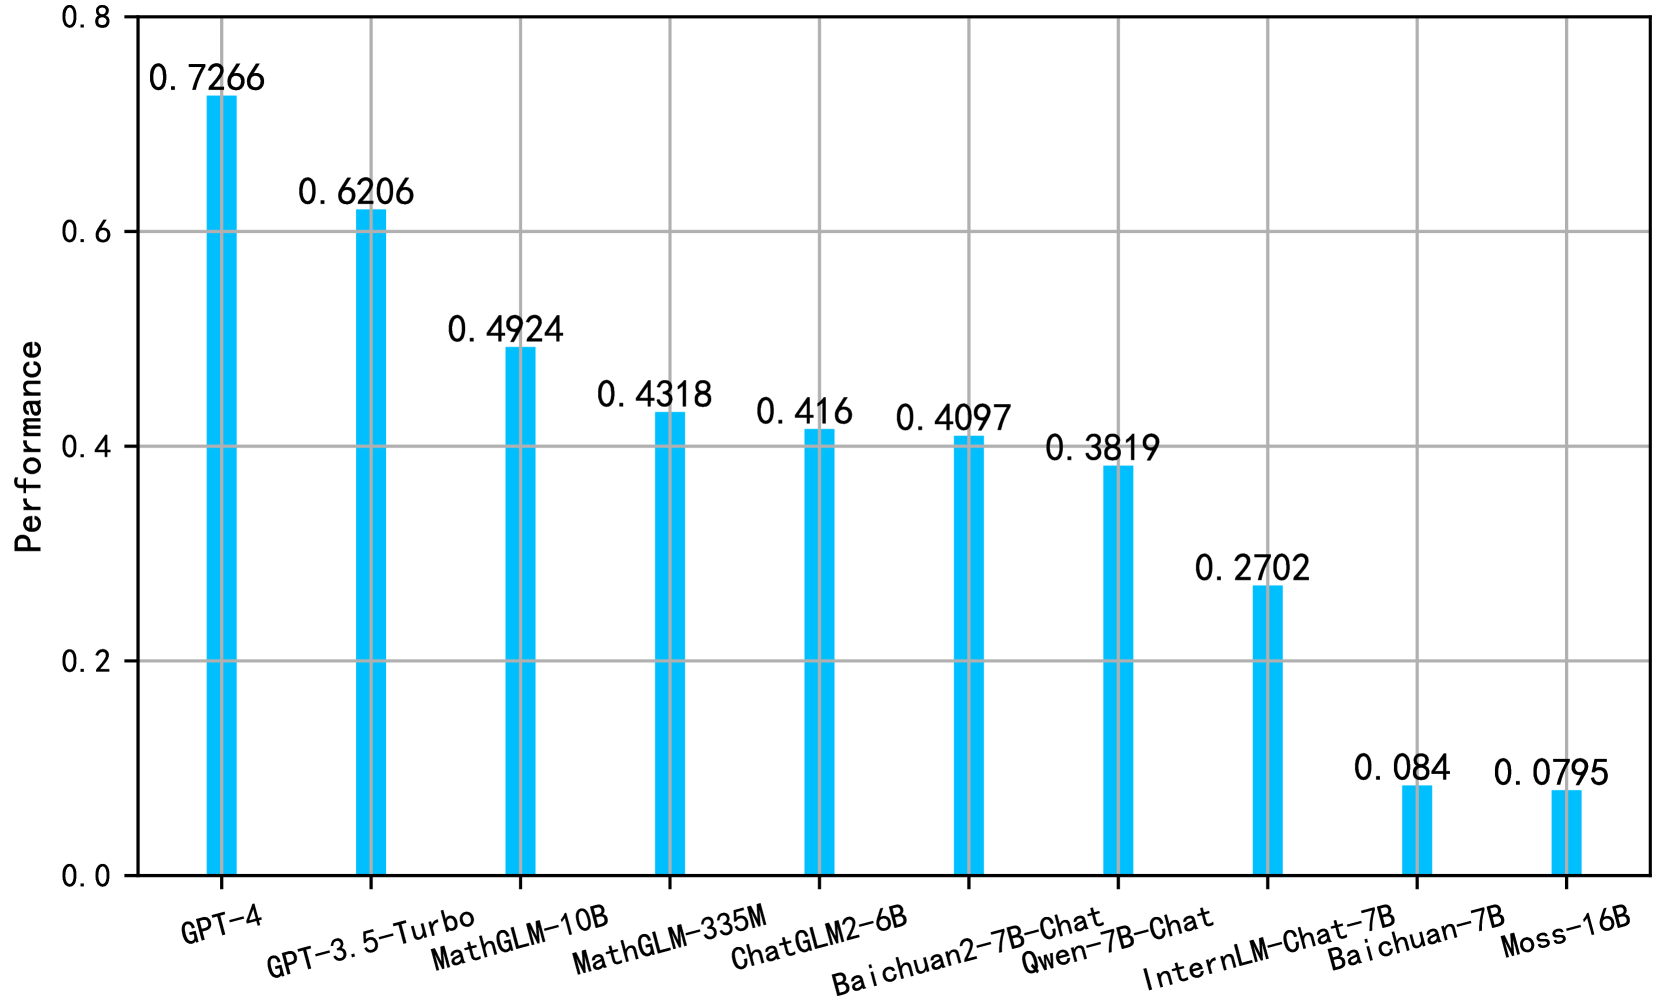 0.8
0.7266
0.6206
0.6
0.4924
0.4318
0.416
0.4097
0.3819
0.4
0.2702
0.2
0.084
0.0795
0.0
Performance
GPT-4
GPT-3.5-Turbo
MathGLM-10B
MathGLM-335M
ChatGLM2-6B
Baichuan2-7B-Chat
Qwen-7B-Chat
InternLM-Chat-7B
Baichuan-7B
Moss-16B